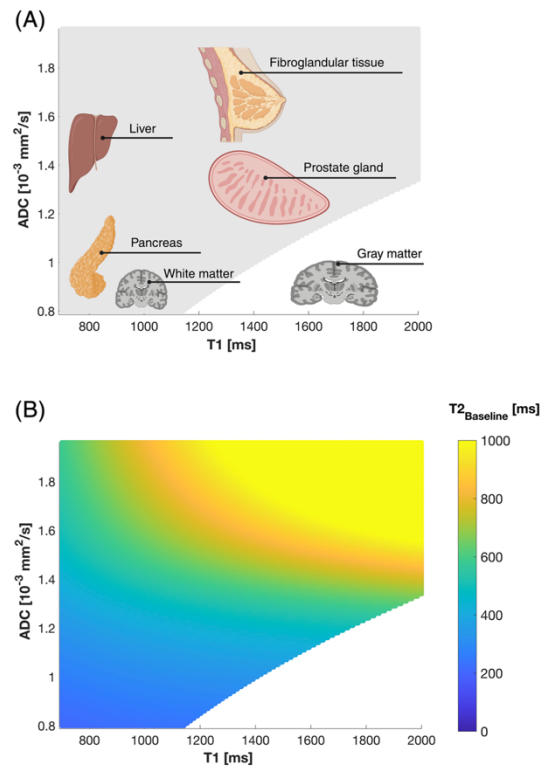 (A)
Fibroglandular tissue
Liver
Prostate gland
Pancreas
White matter
Gray matter
ADC [10⁻³ mm²/s]
1.8
1.6
1.4
1.2
1
0.8
800 1000 1200 1400 1600 1800 2000
T1 [ms]
(B)
T2Baseline [ms]
ADC [10⁻³ mm²/s]
1.8
1.6
1.4
1.2
1
0.8
800 1000 1200 1400 1600 1800 2000
T1 [ms]
1000
800
600
400
200
0